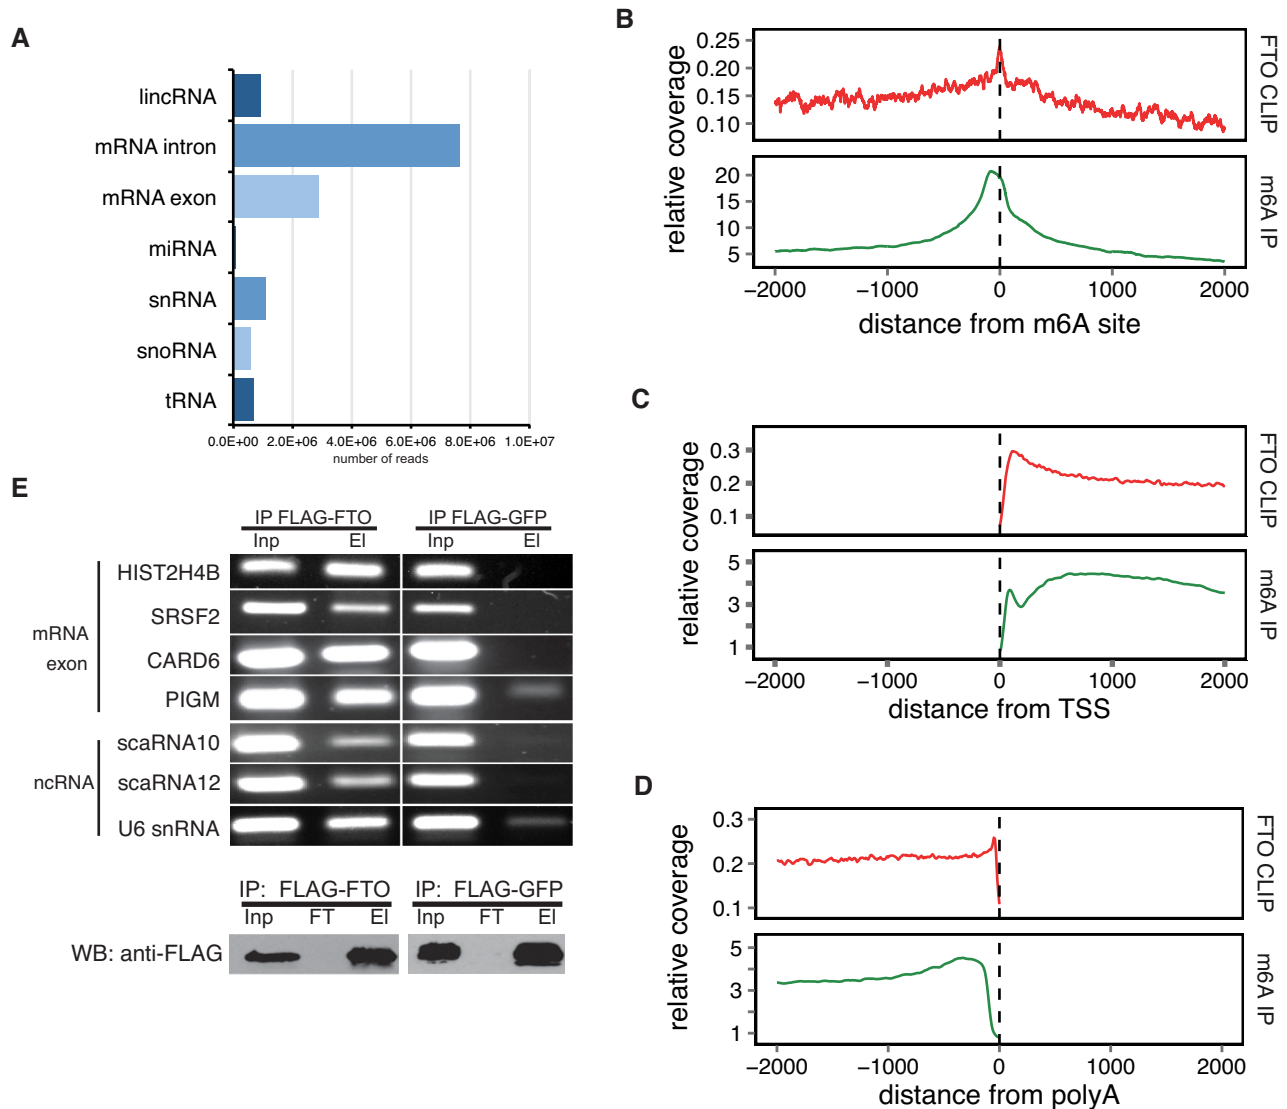 A
lincRNA
mRNA intron
mRNA exon
miRNA
snRNA
snoRNA
tRNA
0.0E+00 2.0E+06 4.0E+06 6.0E+06 8.0E+06 1.0E+07
number of reads
B
relative coverage
0.25
0.20
0.15
0.10
FTO CLIP
20
15
10
5
m6A IP
−2000 −1000 0 1000 2000
distance from m6A site
C
relative coverage
0.3
0.2
0.1
FTO CLIP
5
3
1
m6A IP
−2000 −1000 0 1000 2000
distance from TSS
D
relative coverage
0.3
0.2
0.1
FTO CLIP
5
3
1
m6A IP
−2000 −1000 0 1000 2000
distance from polyA
E
IP FLAG-FTO IP FLAG-GFP
Inp El Inp El
mRNA
exon
HIST2H4B
SRSF2
CARD6
PIGM
ncRNA
scaRNA10
scaRNA12
U6 snRNA
IP: FLAG-FTO IP: FLAG-GFP
Inp FT El Inp FT El
WB: anti-FLAG